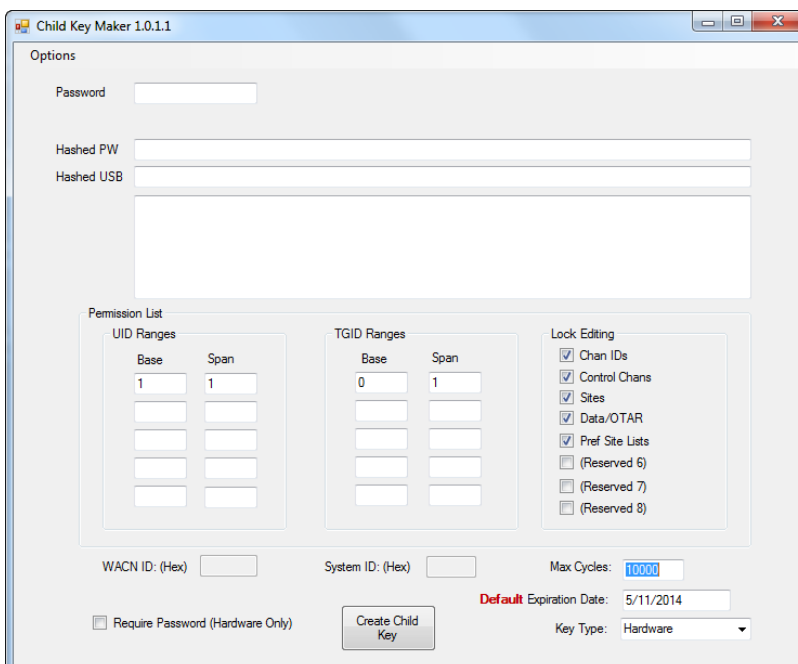 Child Key Maker 1.0.1.1
Options
Password
Hashed PW
Hashed USB
Permission List
UID Ranges TGID Ranges Lock Editing
Base Span Base Span Chan IDs
1 1 0 1 Control Chans
Sites
Data/OTAR
Pref Site Lists
(Reserved 6)
(Reserved 7)
(Reserved 8)
WACN ID: (Hex) System ID: (Hex) Max Cycles: 10000
Default Expiration Date: 5/11/2014
Require Password (Hardware Only) Create Child Key Key Type: Hardware